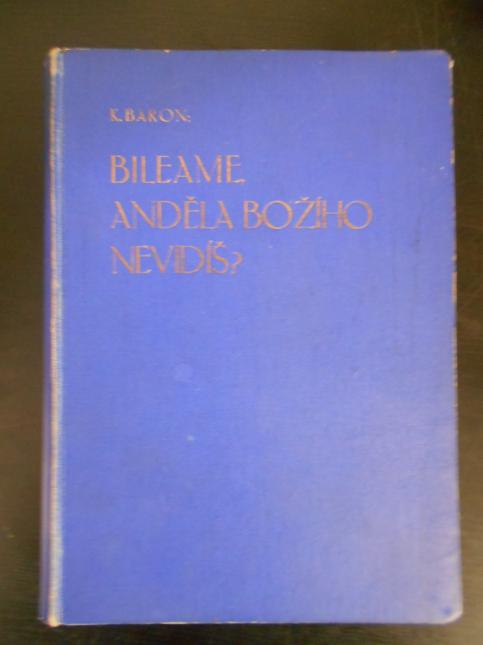 K. BARON:
BILEAME,
ANDĚLA BOŽÍHO
NEVIDÍŠ?